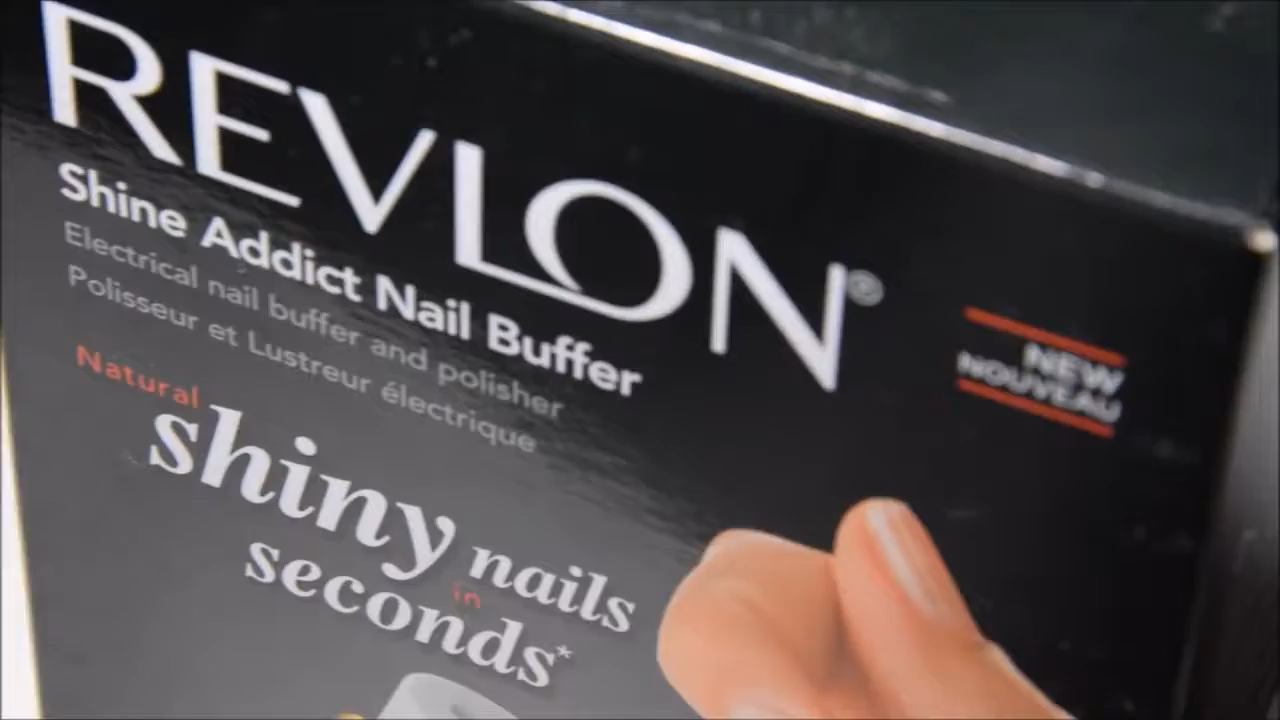 REVLON®
Shine Addict Nail Buffer
Electrical nail buffer and polisher
Polisseur et Lustreur électrique
NEW
NOUVEAU
Natural
shiny nails
in
seconds*